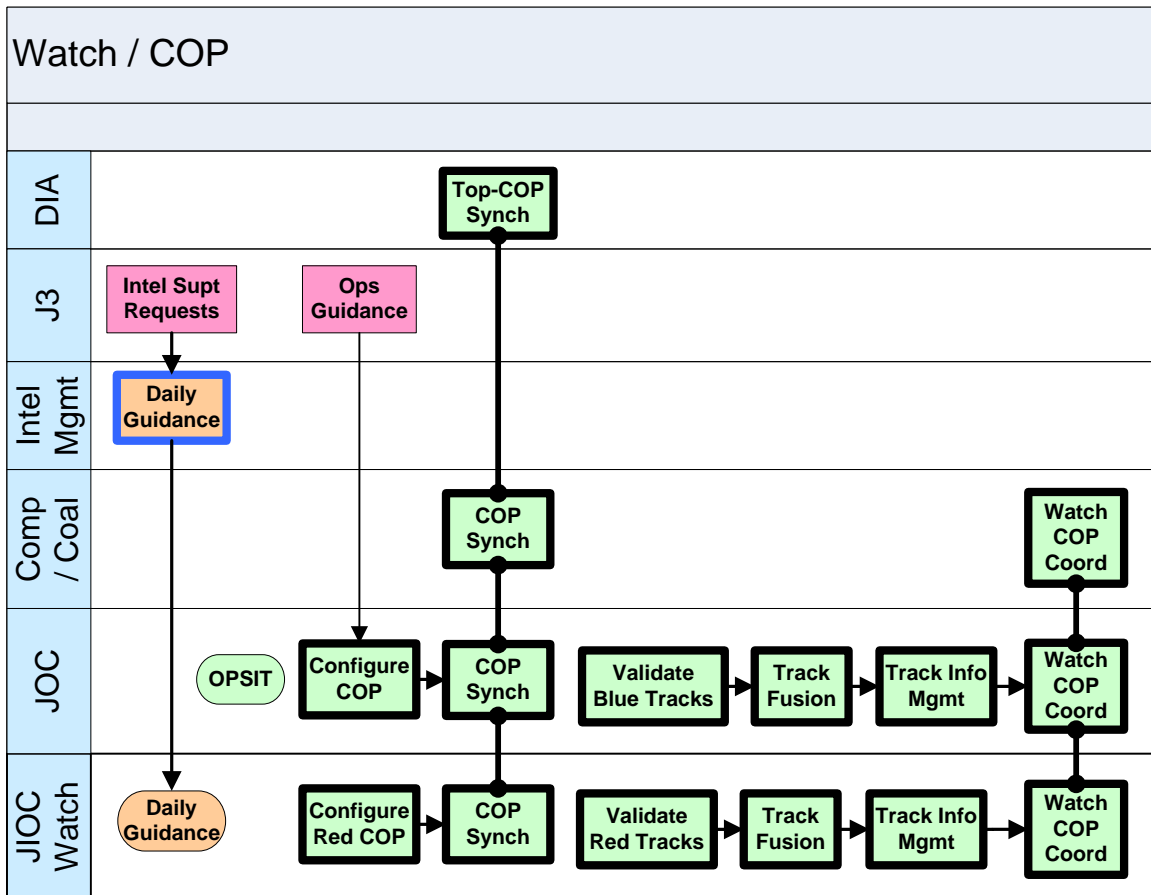 Watch / COP
DIA
Top-COP
Synch
J3
Intel Supt
Requests
Ops
Guidance
Intel
Mgmt
Daily
Guidance
Comp
/ Coal
COP
Synch
Watch
COP
Coord
JOC
OPSIT
Configure
COP
COP
Synch
Validate
Blue Tracks
Track
Fusion
Track Info
Mgmt
Watch
COP
Coord
JIOC
Watch
Daily
Guidance
Configure
Red COP
COP
Synch
Validate
Red Tracks
Track
Fusion
Track Info
Mgmt
Watch
COP
Coord